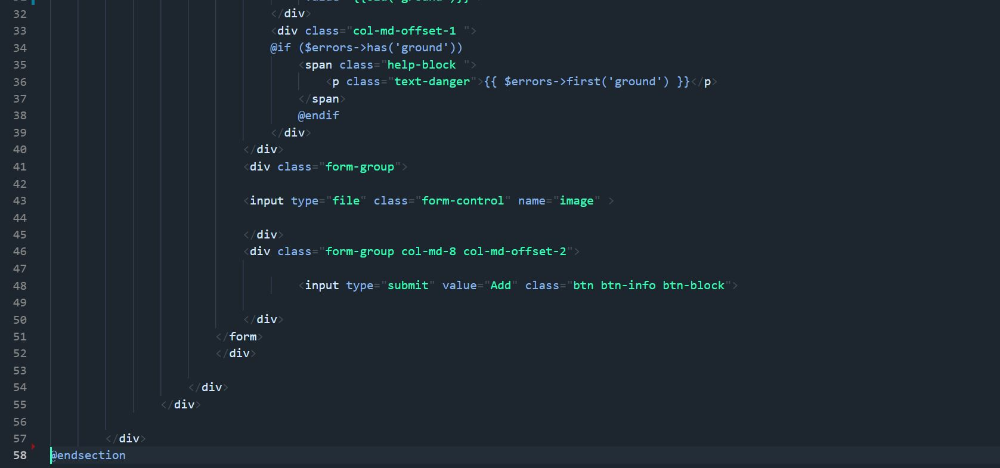 32 </div>
33 <div class="col-md-offset-1 ">
34 @if ($errors->has('ground'))
35 <span class="help-block ">
36 <p class="text-danger">{{ $errors->first('ground') }}</p>
37 </span>
38 @endif
39 </div>
40 </div>
41 <div class="form-group">
42
43 <input type="file" class="form-control" name="image" >
44
45 </div>
46 <div class="form-group col-md-8 col-md-offset-2">
47
48 <input type="submit" value="Add" class="btn btn-info btn-block">
49
50 </div>
51 </form>
52 </div>
53
54 </div>
55 </div>
56
57 </div>
58 @endsection